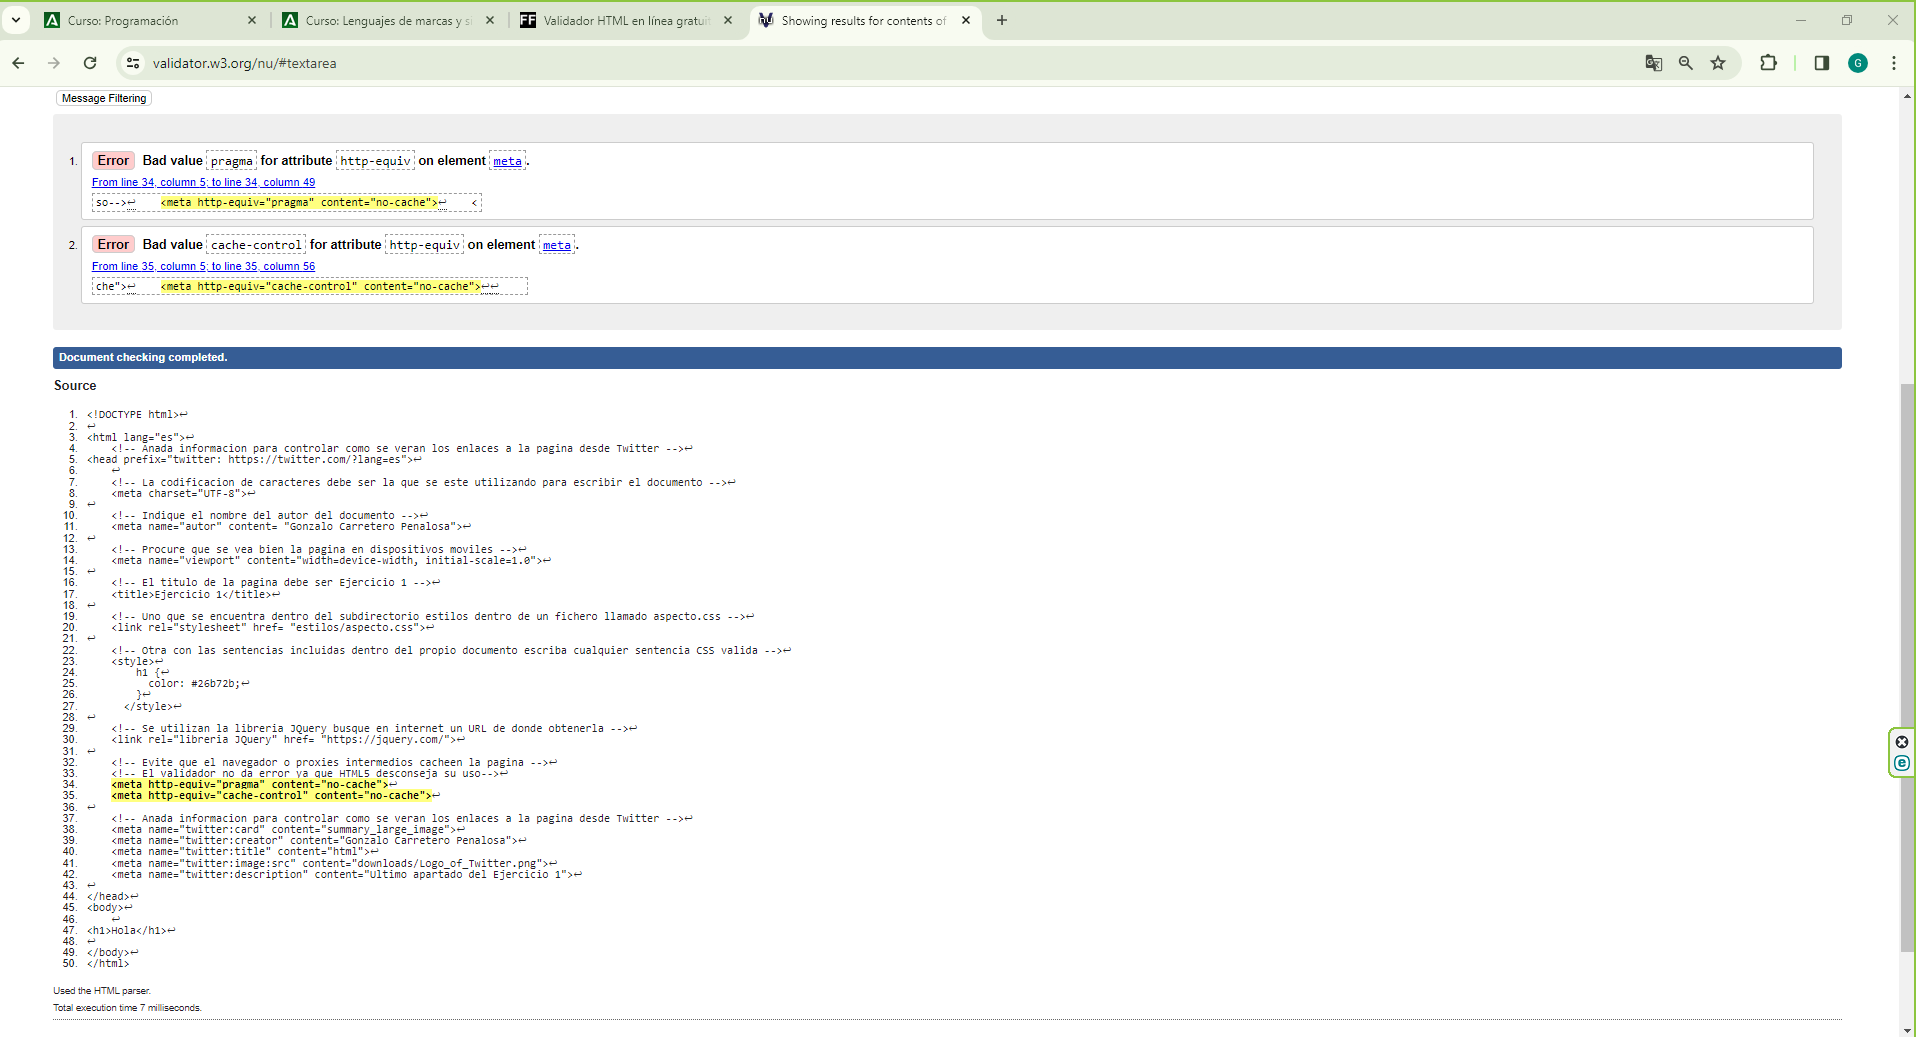 Curso: Programación
Curso: Lenguajes de marcas y si
FF Validador HTML en línea gratuit
nu Showing results for contents of
validator.w3.org/nu/#textarea
G
Message Filtering
1. Error Bad value pragma for attribute http-equiv on element meta.
From line 34, column 5; to line 34, column 49
so-->↩    <meta http-equiv="pragma" content="no-cache">↩    <
2. Error Bad value cache-control for attribute http-equiv on element meta.
From line 35, column 5; to line 35, column 56
che">↩    <meta http-equiv="cache-control" content="no-cache">↩↩
Document checking completed.
Source
1. <!DOCTYPE html>↩
2. ↩
3. <html lang="es">↩
4.     <!-- Anada informacion para controlar como se veran los enlaces a la pagina desde Twitter -->↩
5. <head prefix="twitter: https://twitter.com/?lang=es">↩
6.     ↩
7.     <!-- La codificacion de caracteres debe ser la que se este utilizando para escribir el documento -->↩
8.     <meta charset="UTF-8">↩
9. ↩
10.     <!-- Indique el nombre del autor del documento -->↩
11.     <meta name="autor" content= "Gonzalo Carretero Penalosa">↩
12. ↩
13.     <!-- Procure que se vea bien la pagina en dispositivos moviles -->↩
14.     <meta name="viewport" content="width=device-width, initial-scale=1.0">↩
15. ↩
16.     <!-- El titulo de la pagina debe ser Ejercicio 1 -->↩
17.     <title>Ejercicio 1</title>↩
18. ↩
19.     <!-- Uno que se encuentra dentro del subdirectorio estilos dentro de un fichero llamado aspecto.css -->↩
20.     <link rel="stylesheet" href= "estilos/aspecto.css">↩
21. ↩
22.     <!-- Otra con las sentencias incluidas dentro del propio documento escriba cualquier sentencia CSS valida -->↩
23.     <style>↩
24.         h1 {↩
25.           color: #26b72b;↩
26.         }↩
27.       </style>↩
28. ↩
29.     <!-- Se utilizan la libreria JQuery busque en internet un URL de donde obtenerla -->↩
30.     <link rel="libreria JQuery" href= "https://jquery.com/">↩
31. ↩
32.     <!-- Evite que el navegador o proxies intermedios cacheen la pagina -->↩
33.     <!-- El validador no da error ya que HTML5 desconseja su uso-->↩
34.     <meta http-equiv="pragma" content="no-cache">↩
35.     <meta http-equiv="cache-control" content="no-cache">↩
36. ↩
37.     <!-- Anada informacion para controlar como se veran los enlaces a la pagina desde Twitter -->↩
38.     <meta name="twitter:card" content="summary_large_image">↩
39.     <meta name="twitter:creator" content="Gonzalo Carretero Penalosa">↩
40.     <meta name="twitter:title" content="html">↩
41.     <meta name="twitter:image:src" content="downloads/Logo_of_Twitter.png">↩
42.     <meta name="twitter:description" content="Ultimo apartado del Ejercicio 1">↩
43. ↩
44. </head>↩
45. <body>↩
46.     ↩
47. <h1>Hola</h1>↩
48. ↩
49. </body>↩
50. </html>
Used the HTML parser.
Total execution time 7 milliseconds.